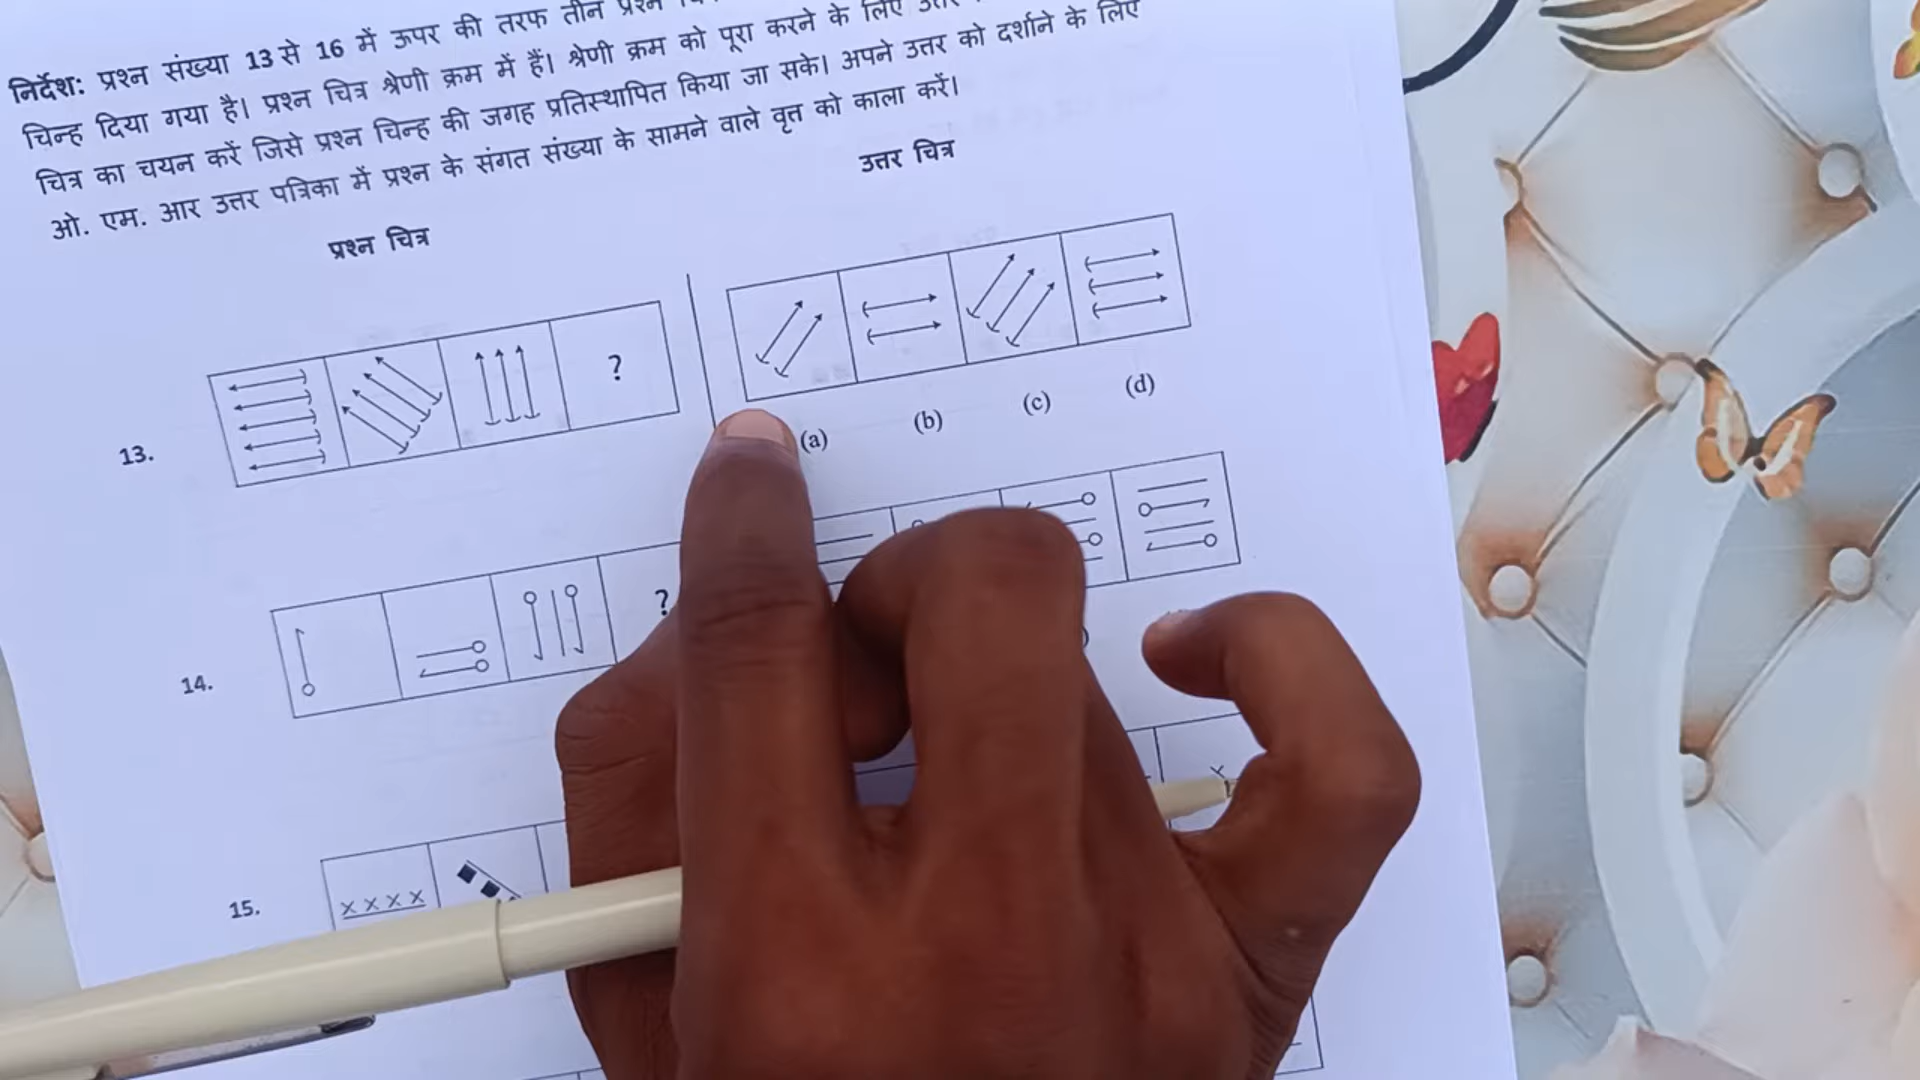 निर्देश: प्रश्न संख्या 13 से 16 में ऊपर की तरफ तीन प्रश्न
चिन्ह दिया गया है। प्रश्न चित्र श्रेणी क्रम में हैं। श्रेणी क्रम को पूरा करने के लिए
चित्र का चयन करें जिसे प्रश्न चिन्ह की जगह प्रतिस्थापित किया जा सके। अपने उत्तर को दर्शाने के लिए
ओ. एम. आर उत्तर पत्रिका में प्रश्न के संगत संख्या के सामने वाले वृत्त को काला करें।
प्रश्न चित्र
उत्तर चित्र
13.
?
(a)
(b)
(c)
(d)
14.
?
15.
x x x x